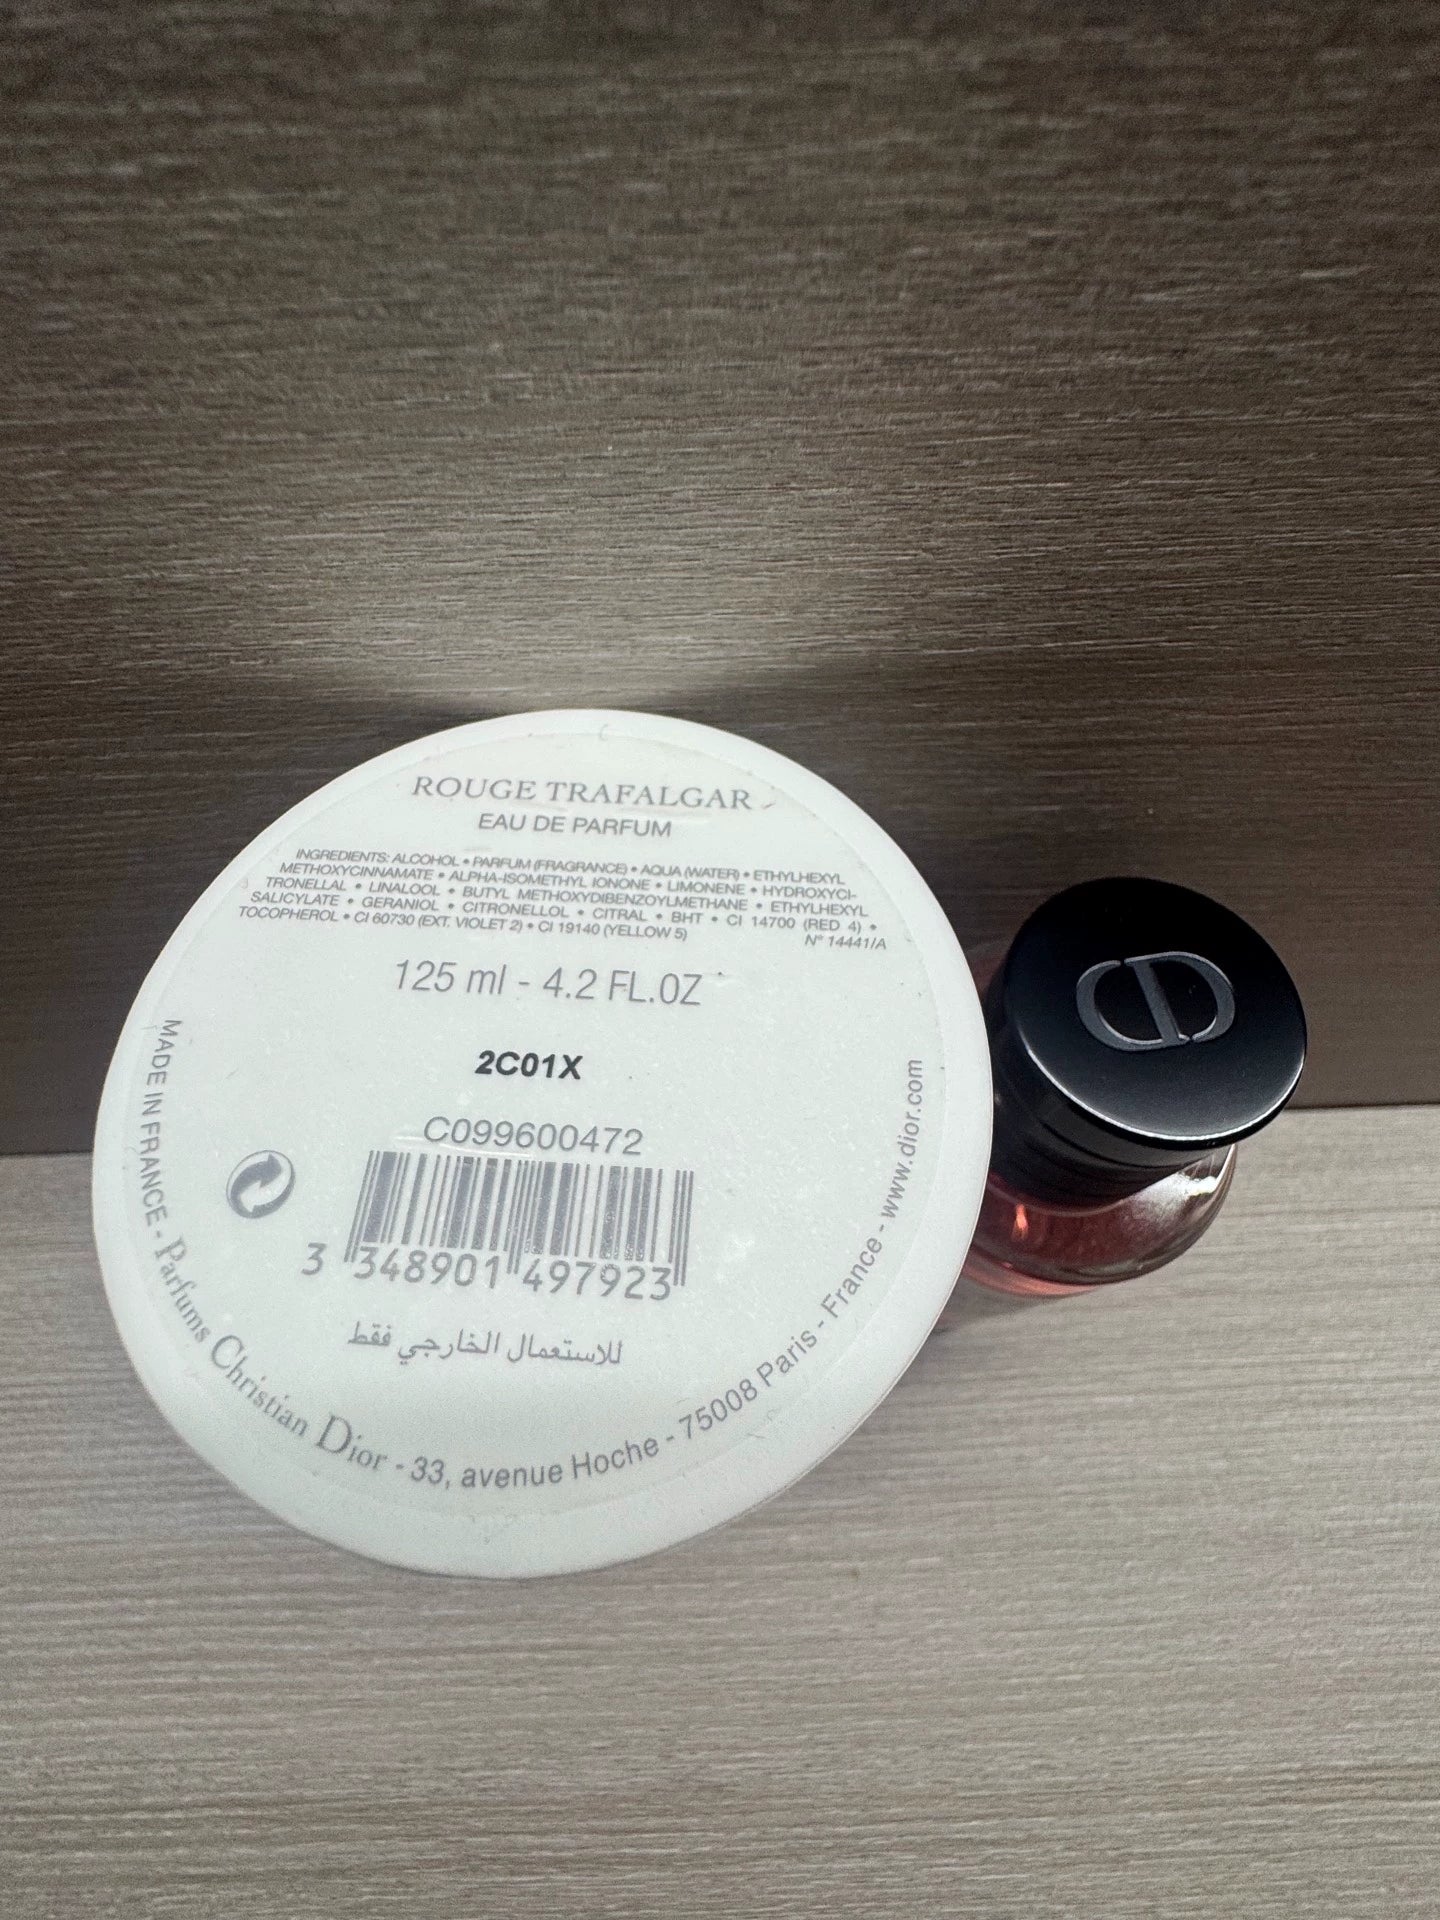 ROUGE TRAFALGAR
EAU DE PARFUM
INGREDIENTS: ALCOHOL • PARFUM (FRAGRANCE) • AQUA (WATER) • ETHYLHEXYL
METHOXYCINNAMATE • ALPHA-ISOMETHYL IONONE • LIMONENE • HYDROXYCI-
TRONELLAL • LINALOOL • BUTYL METHOXYDIBENZOYLMETHANE • ETHYLHEXYL
SALICYLATE • GERANIOL • CITRONELLOL • CITRAL • BHT • CI 14700 (RED 4) •
TOCOPHEROL • CI 60730 (EXT. VIOLET 2) • CI 19140 (YELLOW 5)
N° 14441/A
125 ml - 4.2 FL.OZ
2C01X
C099600472
3 348901 497923
للاستعمال الخارجي فقط
MADE IN FRANCE - Parfums Christian Dior - 33, avenue Hoche - 75008 Paris - France - www.dior.com
CD